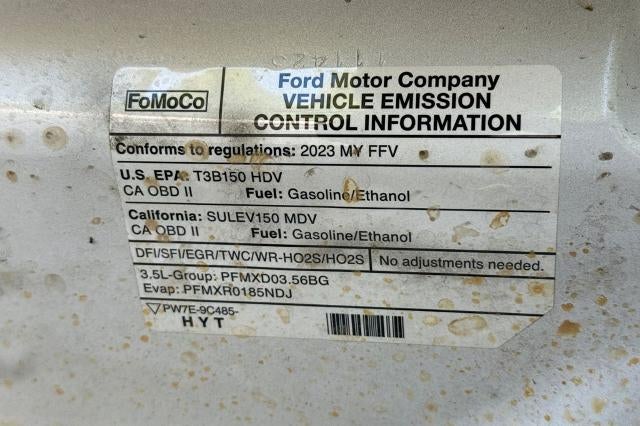 FoMoCo
Ford Motor Company
VEHICLE EMISSION
CONTROL INFORMATION
Conforms to regulations: 2023 MY FFV
U.S. EPA: T3B150 HDV
CA OBD II Fuel: Gasoline/Ethanol
California: SULEV150 MDV
CA OBD II Fuel: Gasoline/Ethanol
DFI/SFI/EGR/TWC/WR-HO2S/HO2S No adjustments needed.
3.5L-Group: PFMXD03.56BG
Evap: PFMXR0185NDJ
PW7E-9C485-
HYT